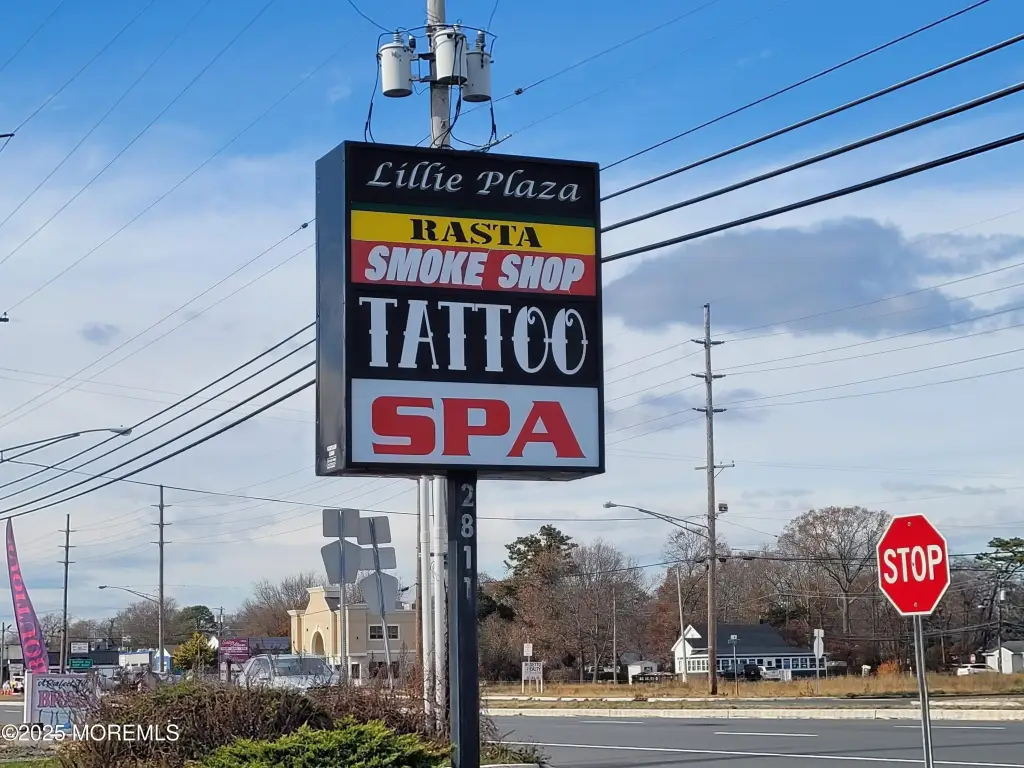 Lillie Plaza
RASTA
SMOKE SHOP
TATTOO
SPA
2811
STOP
©2025 MOREMLS